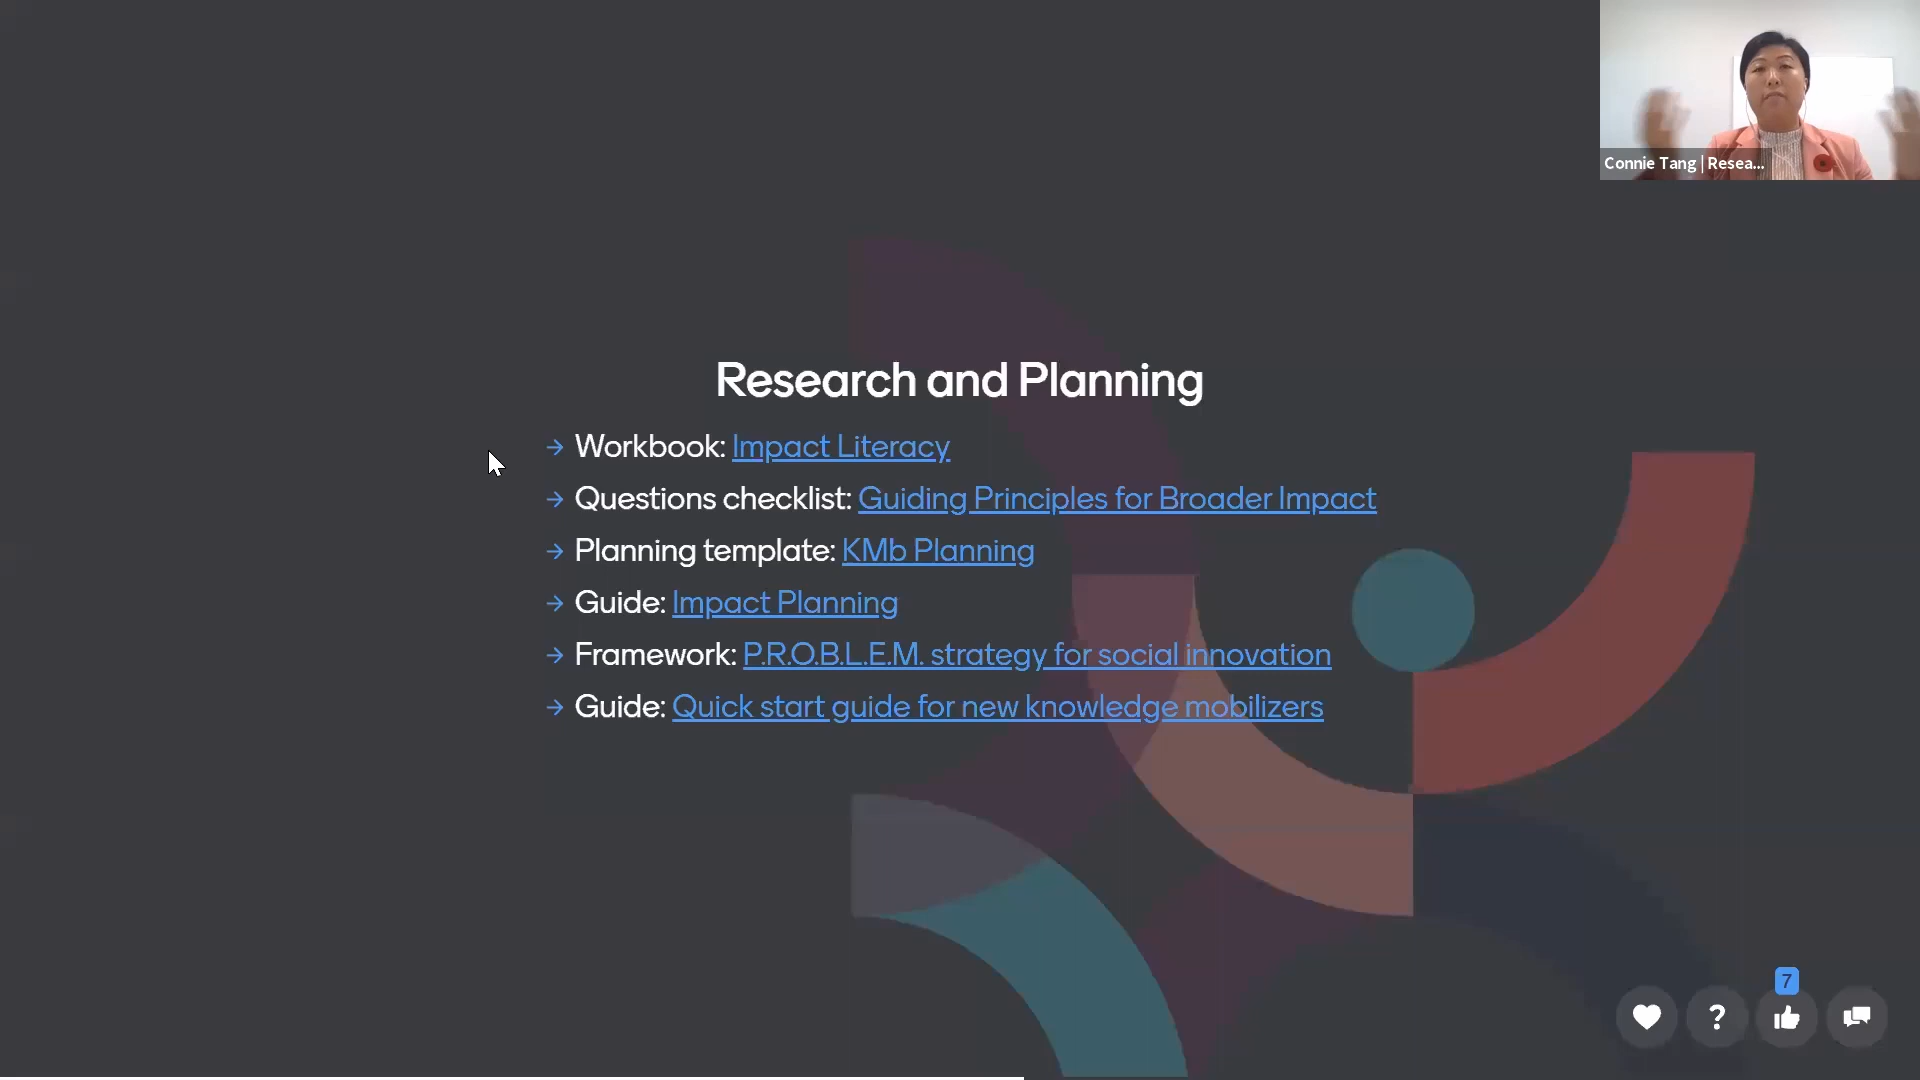 Connie Tang | Resea...
Research and Planning
→ Workbook: Impact Literacy
→ Questions checklist: Guiding Principles for Broader Impact
→ Planning template: KMb Planning
→ Guide: Impact Planning
→ Framework: P.R.O.B.L.E.M. strategy for social innovation
→ Guide: Quick start guide for new knowledge mobilizers
7
?